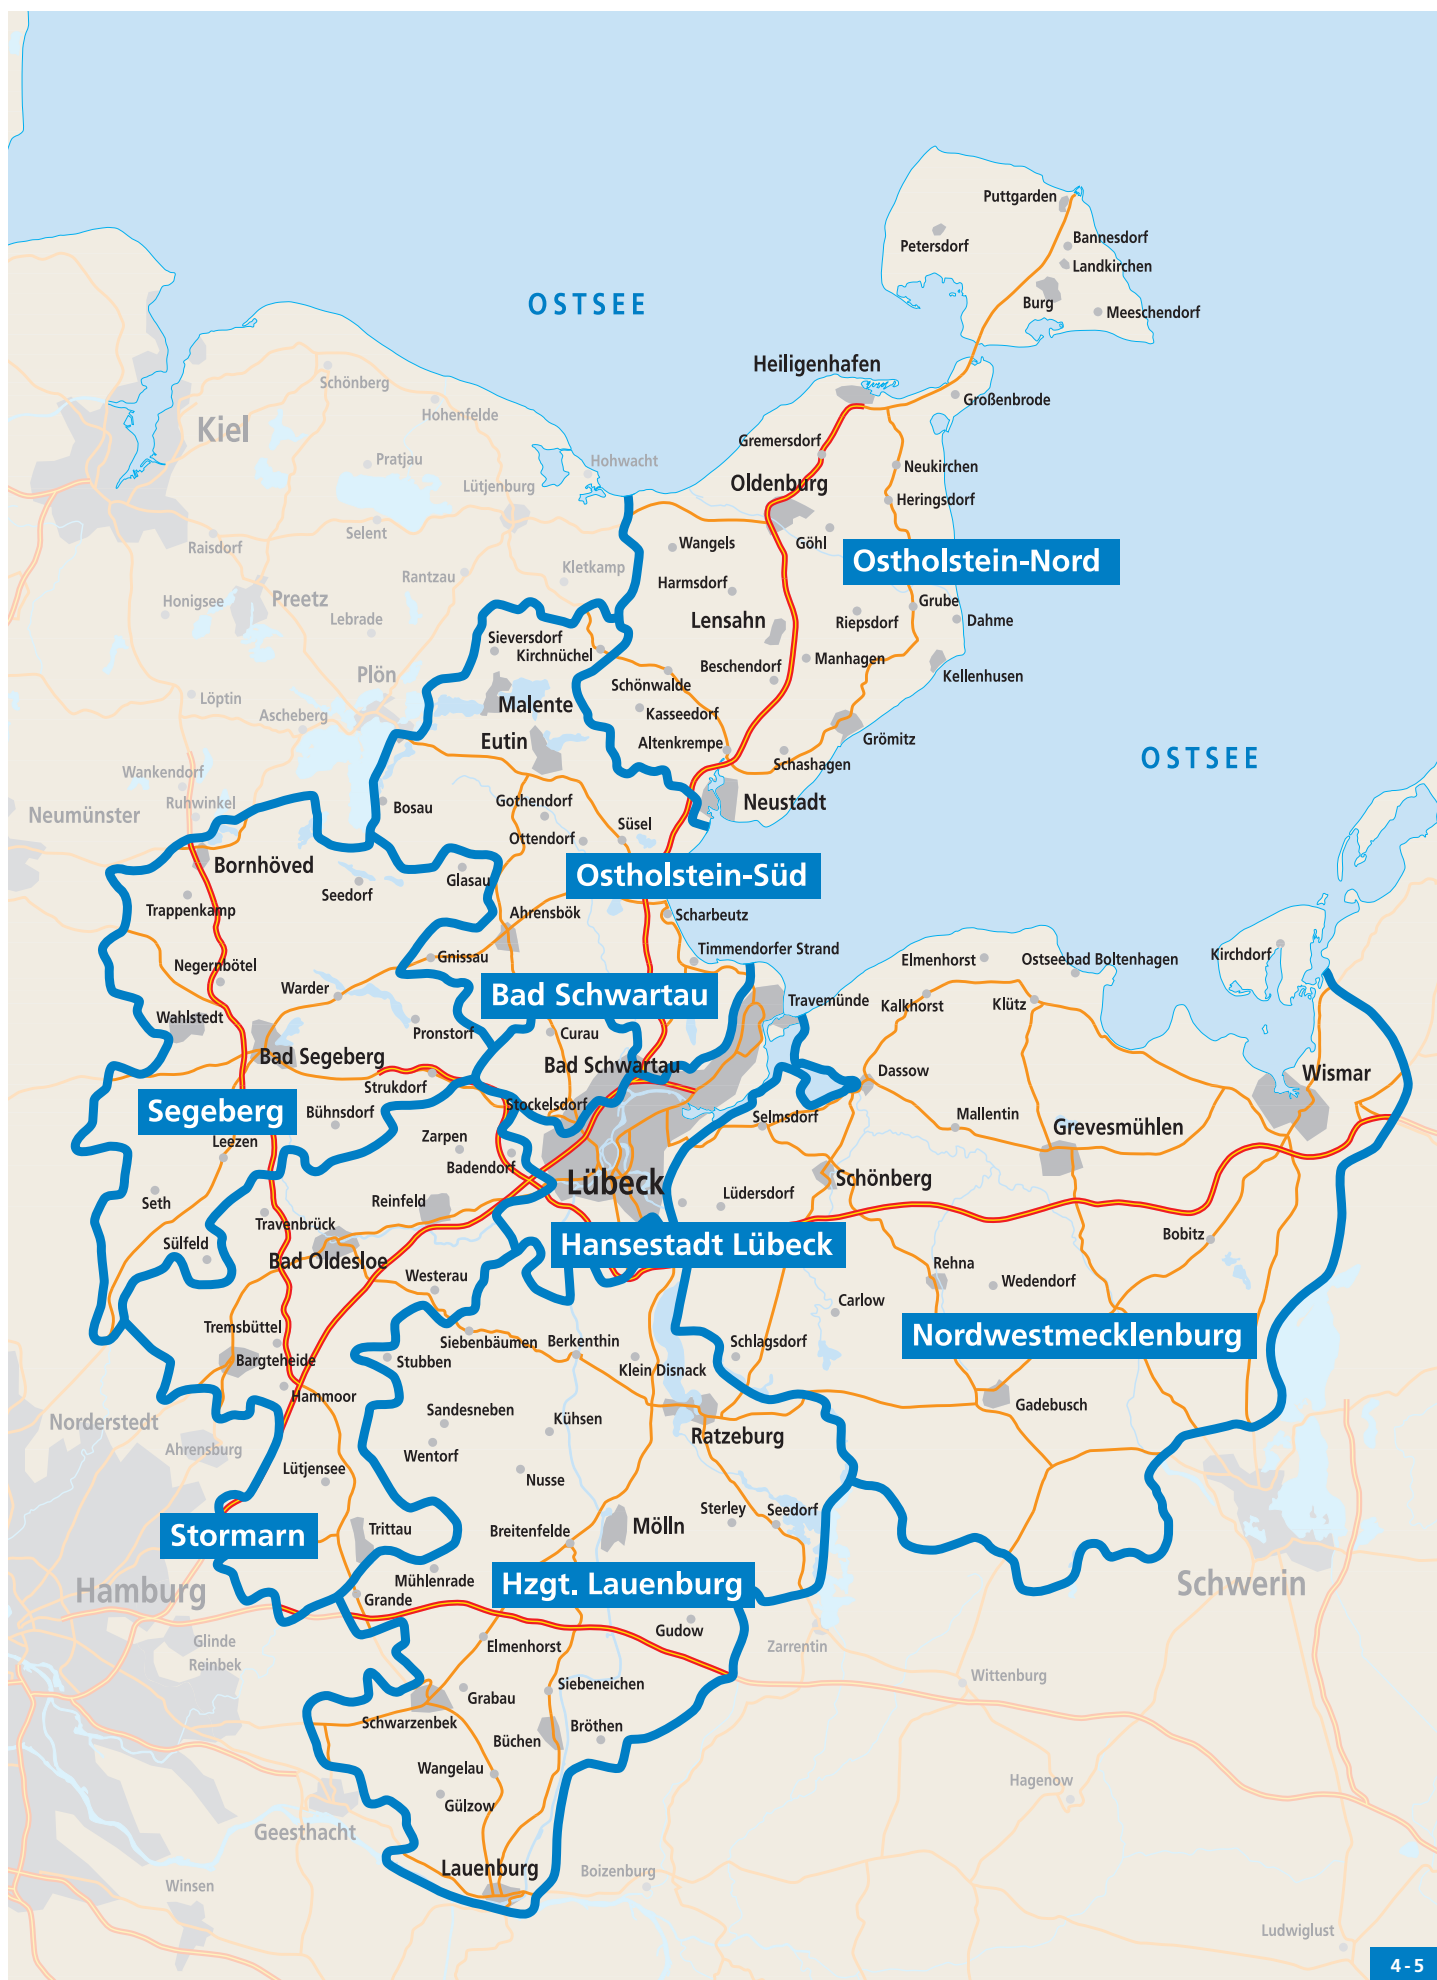 Puttgarden
Bannesdorf
Petersdorf
Landkirchen
Burg
Meeschendorf
OSTSEE
Heiligenhafen
Schönberg
Großenbrode
Hohenfelde
Kiel
Gremersdorf
Pratjau
Hohwacht
Neukirchen
Lütjenburg
Oldenburg
Heringsdorf
Selent
Raisdorf
Wangels
Göhl
Ostholstein-Nord
Kletkamp
Rantzau
Harmsdorf
Honigsee
Preetz
Grube
Lebrade
Lensahn
Riepsdorf
Dahme
Sieversdorf
Kirchnüchel
Beschendorf
Manhagen
Plön
Kellenhusen
Schönwalde
Löptin
Malente
Ascheberg
Kasseedorf
Eutin
Altenkrempe
Grömitz
OSTSEE
Schashagen
Wankendorf
Gothendorf
Neustadt
Ruhwinkel
Bosau
Neumünster
Süsel
Ottendorf
Bornhöved
Ostholstein-Süd
Glasau
Seedorf
Trappenkamp
Ahrensbök
Scharbeutz
Timmendorfer Strand
Gnissau
Elmenhorst
Ostseebad Boltenhagen
Kirchdorf
Negernbötel
Warder
Bad Schwartau
Travemünde
Kalkhorst
Klütz
Wahlstedt
Pronstorf
Curau
Bad Segeberg
Bad Schwartau
Dassow
Wismar
Strukdorf
Segeberg
Bühnsdorf
Stockelsdorf
Selmsdorf
Mallentin
Grevesmühlen
Leezen
Zarpen
Badendorf
Lübeck
Schönberg
Lüdersdorf
Seth
Reinfeld
Travenbrück
Sülfeld
Bad Oldesloe
Hansestadt Lübeck
Bobitz
Westerau
Rehna
Wedendorf
Carlow
Tremsbüttel
Siebenbäumen
Berkenthin
Schlagsdorf
Nordwestmecklenburg
Bargteheide
Stubben
Klein Disnack
Hammoor
Gadebusch
Norderstedt
Sandesneben
Kühsen
Ahrensburg
Ratzeburg
Wentorf
Lütjensee
Nusse
Sterley
Seedorf
Stormarn
Trittau
Breitenfelde
Mölln
Hamburg
Mühlenrade
Hzgt. Lauenburg
Schwerin
Grande
Gudow
Glinde
Elmenhorst
Zarrentin
Reinbek
Wittenburg
Siebeneichen
Grabau
Schwarzenbek
Bröthen
Büchen
Wangelau
Hagenow
Gülzow
Geesthacht
Lauenburg
Boizenburg
Winsen
Ludwiglust
4 - 5